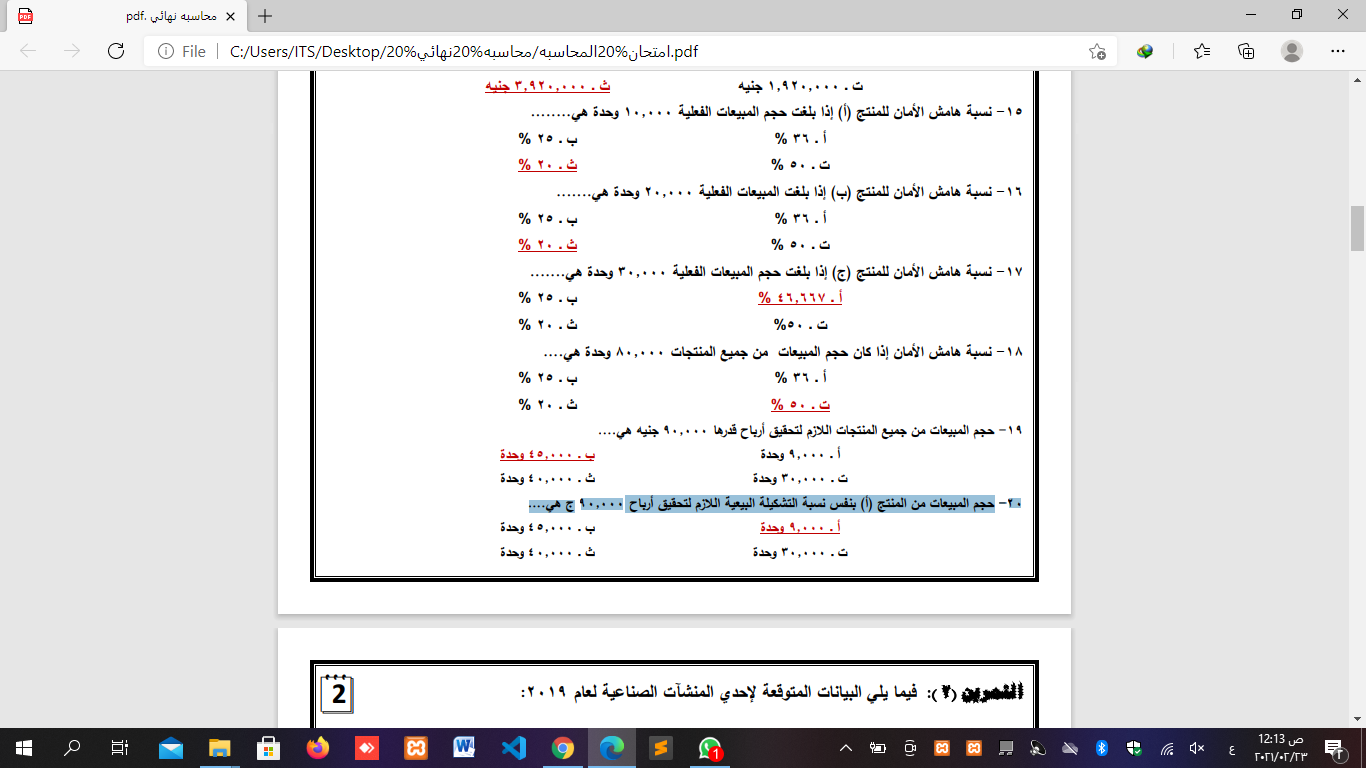 محاسبه نهائي .pdf
File C:/Users/ITS/Desktop/امتحان%20المحاسبه/محاسبه%20نهائي%20.pdf
ت . ١,٩٢٠,٠٠٠ جنيه ث . ٣,٩٢٠,٠٠٠ جنيه
١٥- نسبة هامش الأمان للمنتج (أ) إذا بلغت حجم المبيعات الفعلية ١٠,٠٠٠ وحدة هي........
أ . ٣٦ % ب . ٢٥ %
ت . ٥٠ % ث . ٢٠ %
١٦- نسبة هامش الأمان للمنتج (ب) إذا بلغت المبيعات الفعلية ٢٠,٠٠٠ وحدة هي.......
أ . ٣٦ % ب . ٢٥ %
ت . ٥٠ % ث . ٢٠ %
١٧- نسبة هامش الأمان للمنتج (ج) إذا بلغت حجم المبيعات الفعلية ٣٠,٠٠٠ وحدة هي.......
أ . ٤٦,٦٦٧ % ب . ٢٥ %
ت . ٥٠% ث . ٢٠ %
١٨- نسبة هامش الأمان إذا كان حجم المبيعات من جميع المنتجات ٨٠,٠٠٠ وحدة هي....
أ . ٣٦ % ب . ٢٥ %
ت . ٥٠ % ث . ٢٠ %
١٩- حجم المبيعات من جميع المنتجات اللازم لتحقيق أرباح قدرها ٩٠,٠٠٠ جنيه هي....
أ . ٩,٠٠٠ وحدة ب . ٤٥,٠٠٠ وحدة
ت . ٣٠,٠٠٠ وحدة ث . ٤٠,٠٠٠ وحدة
٢٠- حجم المبيعات من المنتج (أ) بنفس نسبة التشكيلة البيعية اللازم لتحقيق أرباح ٩٠,٠٠٠ ج هي....
أ . ٩,٠٠٠ وحدة ب . ٤٥,٠٠٠ وحدة
ت . ٣٠,٠٠٠ وحدة ث . ٤٠,٠٠٠ وحدة
التمرين (٢): فيما يلي البيانات المتوقعة لإحدي المنشآت الصناعية لعام ٢٠١٩:
2
ع
12:13 ص
٢٠٢١/٠٢/٢٣
1